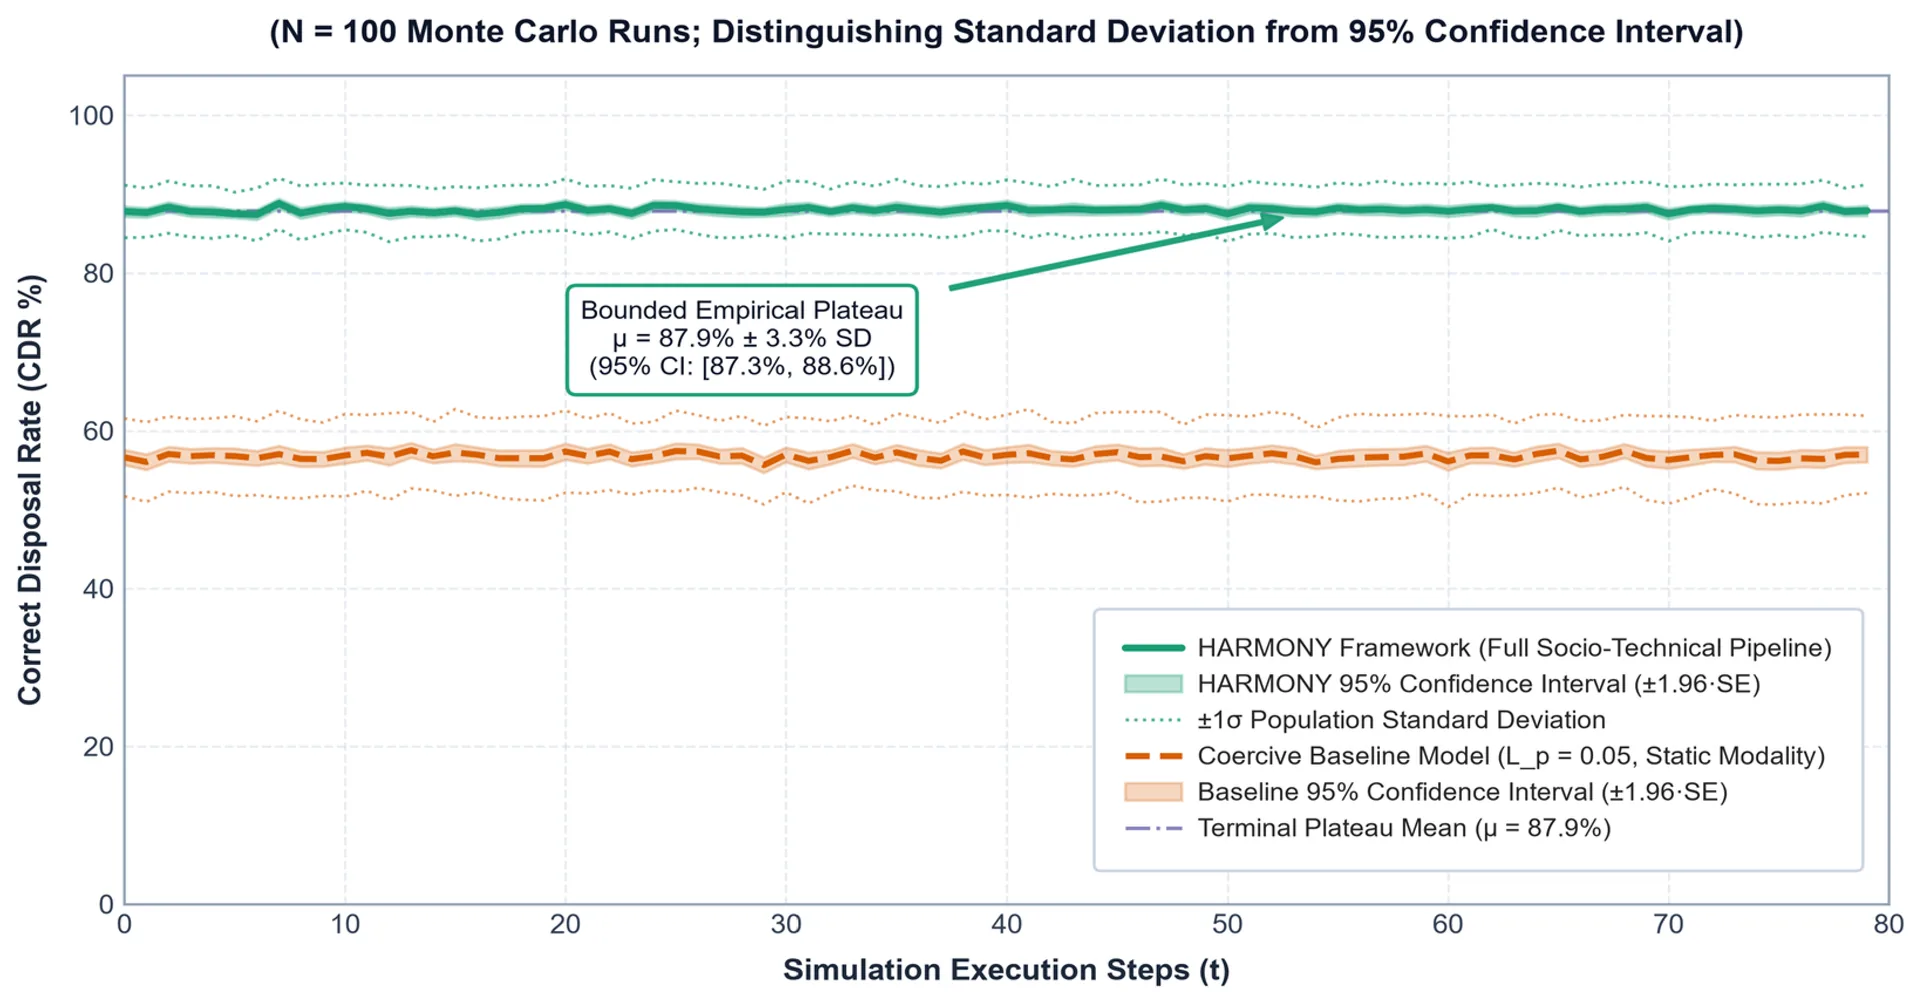 (N = 100 Monte Carlo Runs; Distinguishing Standard Deviation from 95% Confidence Interval)
Correct Disposal Rate (CDR %)
100
80
60
40
20
0
Bounded Empirical Plateau
μ = 87.9% ± 3.3% SD
(95% CI: [87.3%, 88.6%])
HARMONY Framework (Full Socio-Technical Pipeline)
HARMONY 95% Confidence Interval (±1.96·SE)
±1σ Population Standard Deviation
Coercive Baseline Model (L_p = 0.05, Static Modality)
Baseline 95% Confidence Interval (±1.96·SE)
Terminal Plateau Mean (μ = 87.9%)
0 10 20 30 40 50 60 70 80
Simulation Execution Steps (t)